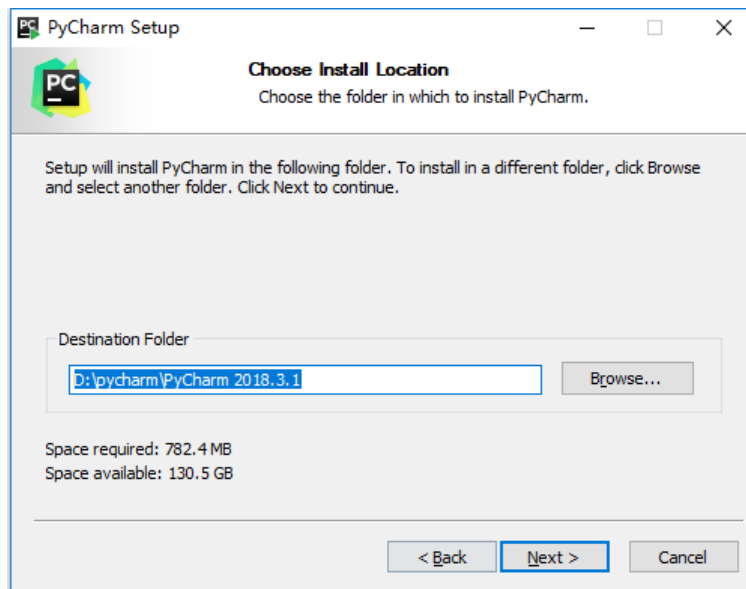 PyCharm Setup
PC
Choose Install Location
Choose the folder in which to install PyCharm.
Setup will install PyCharm in the following folder. To install in a different folder, click Browse
and select another folder. Click Next to continue.
Destination Folder
D:\pycharm\PyCharm 2018.3.1
Browse...
Space required: 782.4 MB
Space available: 130.5 GB
< Back
Next >
Cancel